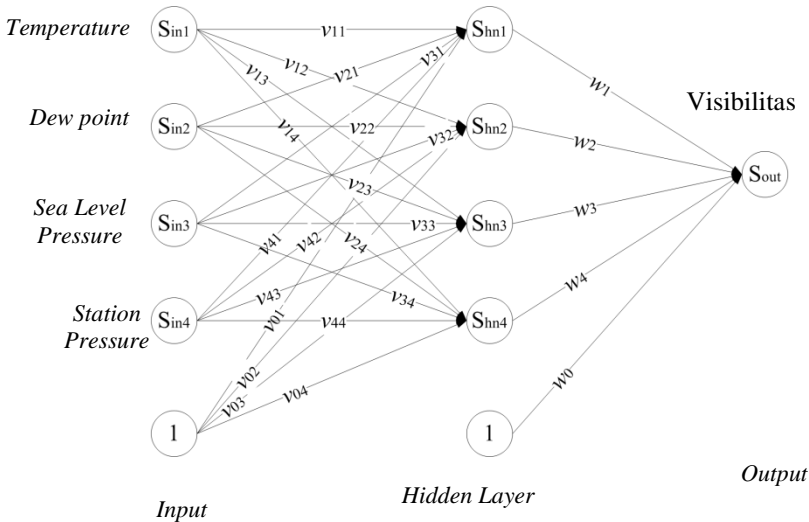 Temperature
Dew point
Sea Level
Pressure
Station
Pressure
Sin1
Sin2
Sin3
Sin4
1
Input
v11
v12
v13
v14
v21
v22
v23
v24
v31
v32
v33
v34
v41
v42
v43
v44
v01
v02
v03
v04
Shn1
Shn2
Shn3
Shn4
1
Hidden Layer
w1
w2
w3
w4
w0
Visibilitas
Sout
Output